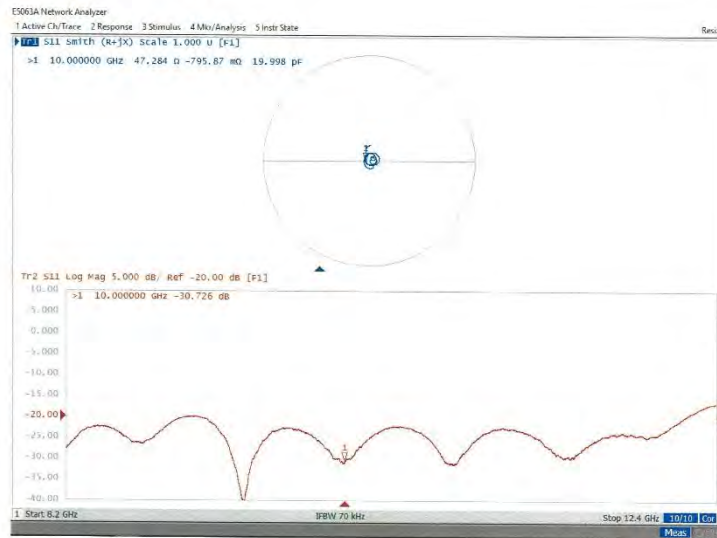 E5063A Network Analyzer
1 Active Ch/Trace 2 Response 3 Stimulus 4 Mkr/Analysis 5 Instr State
Resi
Tr1 S11 Smith (R+jX) Scale 1.000 U [F1]
>1 10.000000 GHz 47.284 Ω -795.87 mΩ 19.998 pF
Tr2 S11 Log Mag 5.000 dB/ Ref -20.00 dB [F1]
10.00
>1 10.000000 GHz -30.726 dB
5.000
0.000
-5.000
-10.00
-15.00
-20.00
-25.00
-30.00
-35.00
-40.00
1
1 Start 8.2 GHz IFBW 70 kHz Stop 12.4 GHz 10/10 Cor
Meas